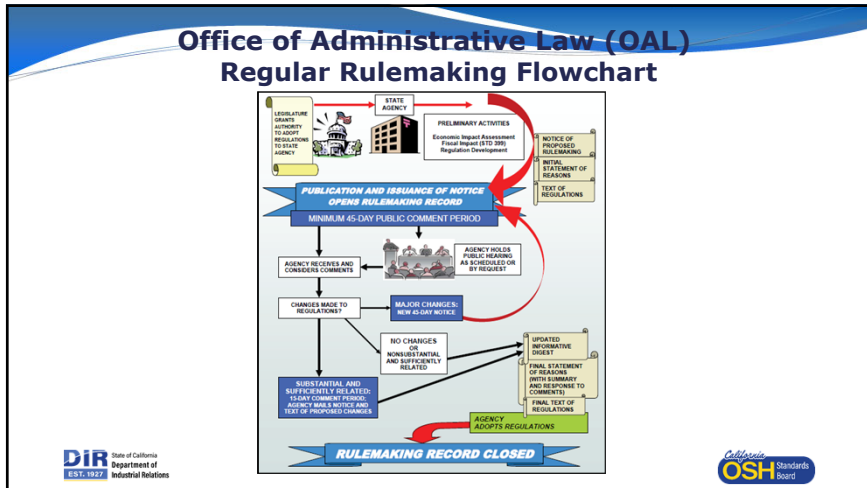 Office of Administrative Law (OAL)
Regular Rulemaking Flowchart
LEGISLATURE
GRANTS
AUTHORITY
TO ADOPT
REGULATIONS
TO STATE
AGENCY
STATE
AGENCY
PRELIMINARY ACTIVITIES
Economic Impact Assessment
Fiscal Impact (STD 399)
Regulation Development
NOTICE OF
PROPOSED
RULEMAKING
INITIAL
STATEMENT OF
REASONS
TEXT OF
REGULATIONS
PUBLICATION AND ISSUANCE OF NOTICE
OPENS RULEMAKING RECORD
MINIMUM 45-DAY PUBLIC COMMENT PERIOD
AGENCY RECEIVES AND
CONSIDERS COMMENTS
AGENCY HOLDS
PUBLIC HEARING
AS SCHEDULED OR
BY REQUEST
CHANGES MADE TO
REGULATIONS?
MAJOR CHANGES:
NEW 45-DAY NOTICE
NO CHANGES
OR
NONSUBSTANTIAL
AND SUFFICIENTLY
RELATED
SUBSTANTIAL AND
SUFFICIENTLY RELATED:
15-DAY COMMENT PERIOD;
AGENCY MAILS NOTICE AND
TEXT OF PROPOSED CHANGES
UPDATED
INFORMATIVE
DIGEST
FINAL STATEMENT
OF REASONS
(WITH SUMMARY
AND RESPONSE TO
COMMENTS)
FINAL TEXT OF
REGULATIONS
AGENCY
ADOPTS REGULATIONS
RULEMAKING RECORD CLOSED
DIR
EST. 1927
State of California
Department of
Industrial Relations
California
OSH Standards
Board